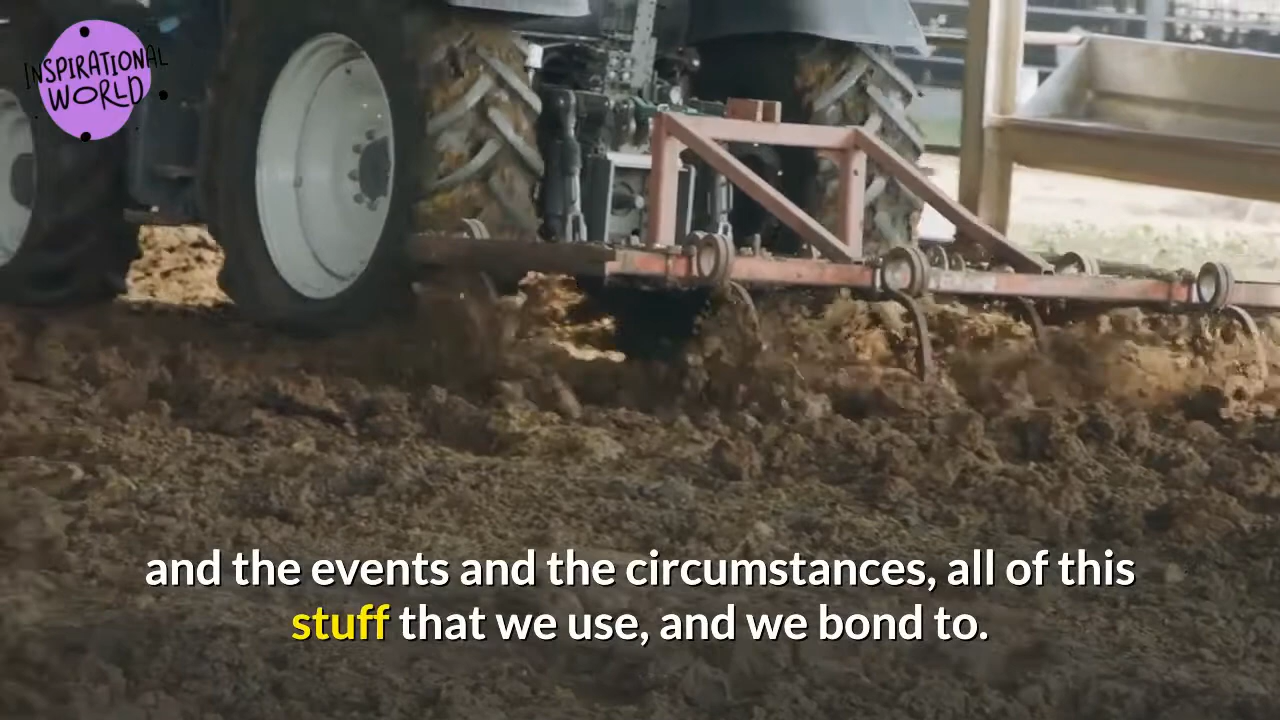 INSPIRATIONAL
WORLD
and the events and the circumstances, all of this
stuff that we use, and we bond to.